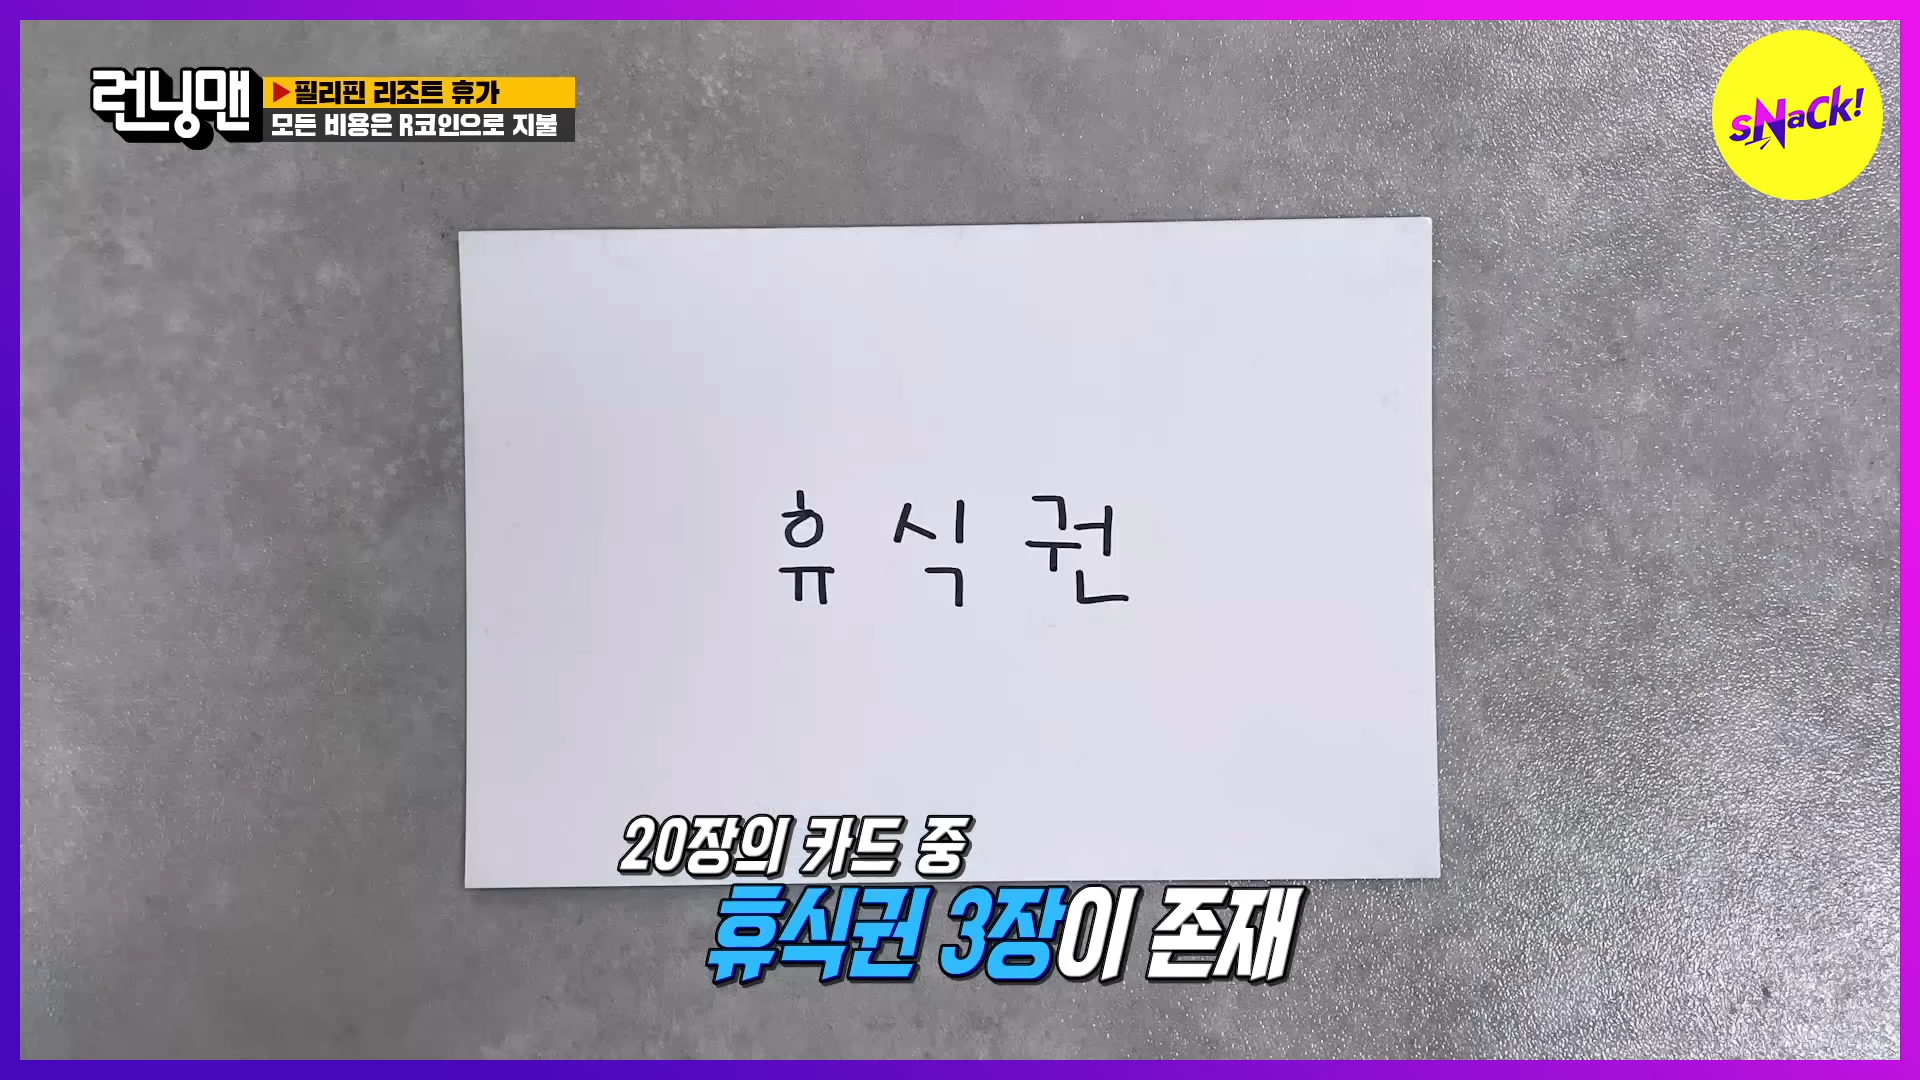 런닝맨
▶필리핀 리조트 휴가
모든 비용은 R코인으로 지불
sNaCk!
휴식권
20장의 카드 중
휴식권 3장이 존재